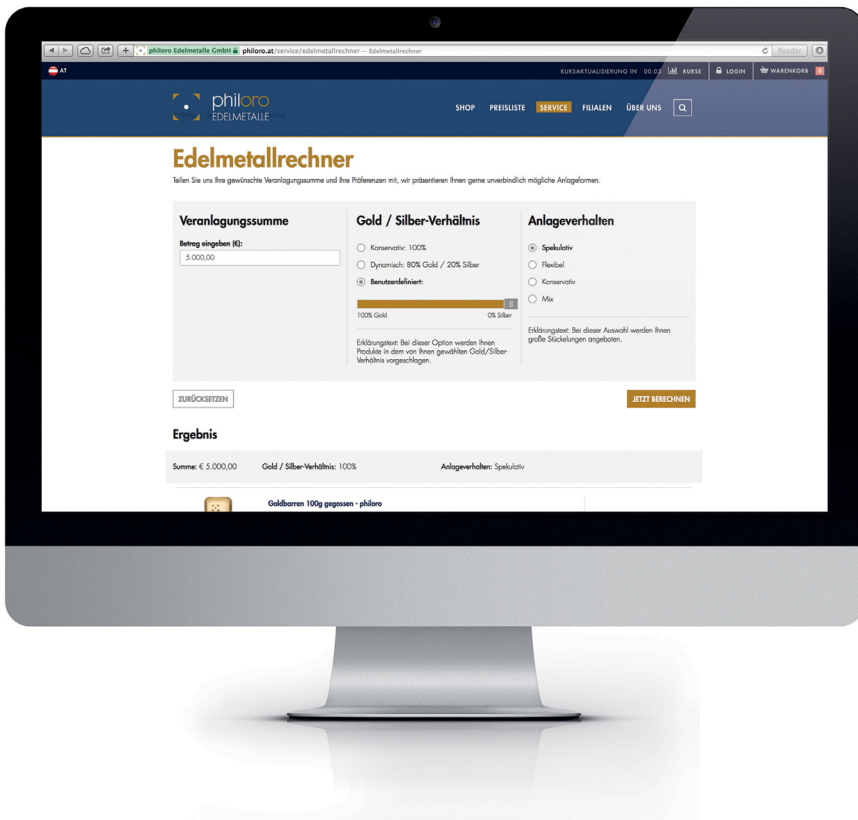 philoro Edelmetalle GmbH philoro.at/service/edelmetallrechner — Edelmetallrechner
Reader
AT
KURSAKTUALISIERUNG IN 00:02 KURSE LOGIN WARENKORB 0
philoro
EDELMETALLE
SHOP PREISLISTE SERVICE FILIALEN ÜBER UNS
Edelmetallrechner
Teilen Sie uns Ihre gewünschte Veranlagungssumme und Ihre Präferenzen mit, wir präsentieren Ihnen gerne unverbindlich mögliche Anlageformen.
Veranlagungssumme
Betrag eingeben (€):
5.000,00
Gold / Silber-Verhältnis
Konservativ: 100%
Dynamisch: 80% Gold / 20% Silber
Benutzerdefiniert:
100% Gold 0% Silber
Erklärungstext: Bei dieser Option werden Ihnen
Produkte in dem von Ihnen gewählten Gold/Silber-
Verhältnis vorgeschlagen.
Anlageverhalten
Spekulativ
Flexibel
Konservativ
Mix
Erklärungstext: Bei dieser Auswahl werden Ihnen
große Stückelungen angeboten.
ZURÜCKSETZEN
JETZT BERECHNEN
Ergebnis
Summe: € 5.000,00 Gold / Silber-Verhältnis: 100% Anlageverhalten: Spekulativ
Goldbarren 100g gegossen - philoro